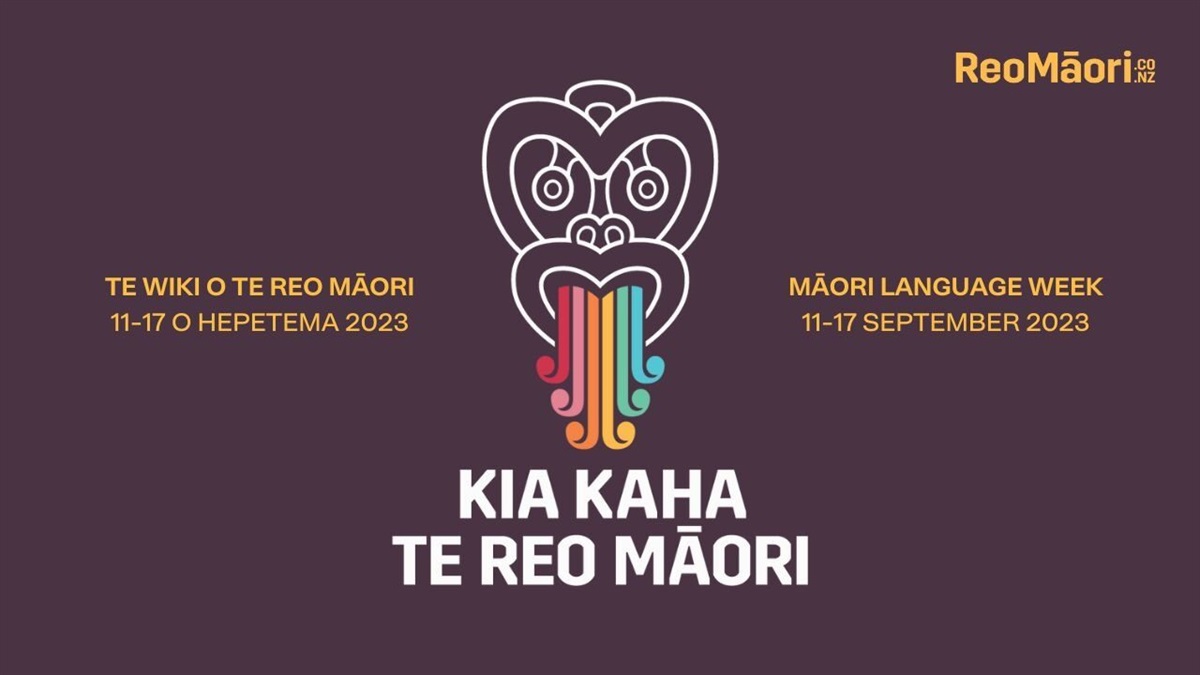 ReoMāori.CO
.NZ
TE WIKI O TE REO MĀORI
11-17 O HEPETEMA 2023
MĀORI LANGUAGE WEEK
11-17 SEPTEMBER 2023
KIA KAHA
TE REO MĀORI